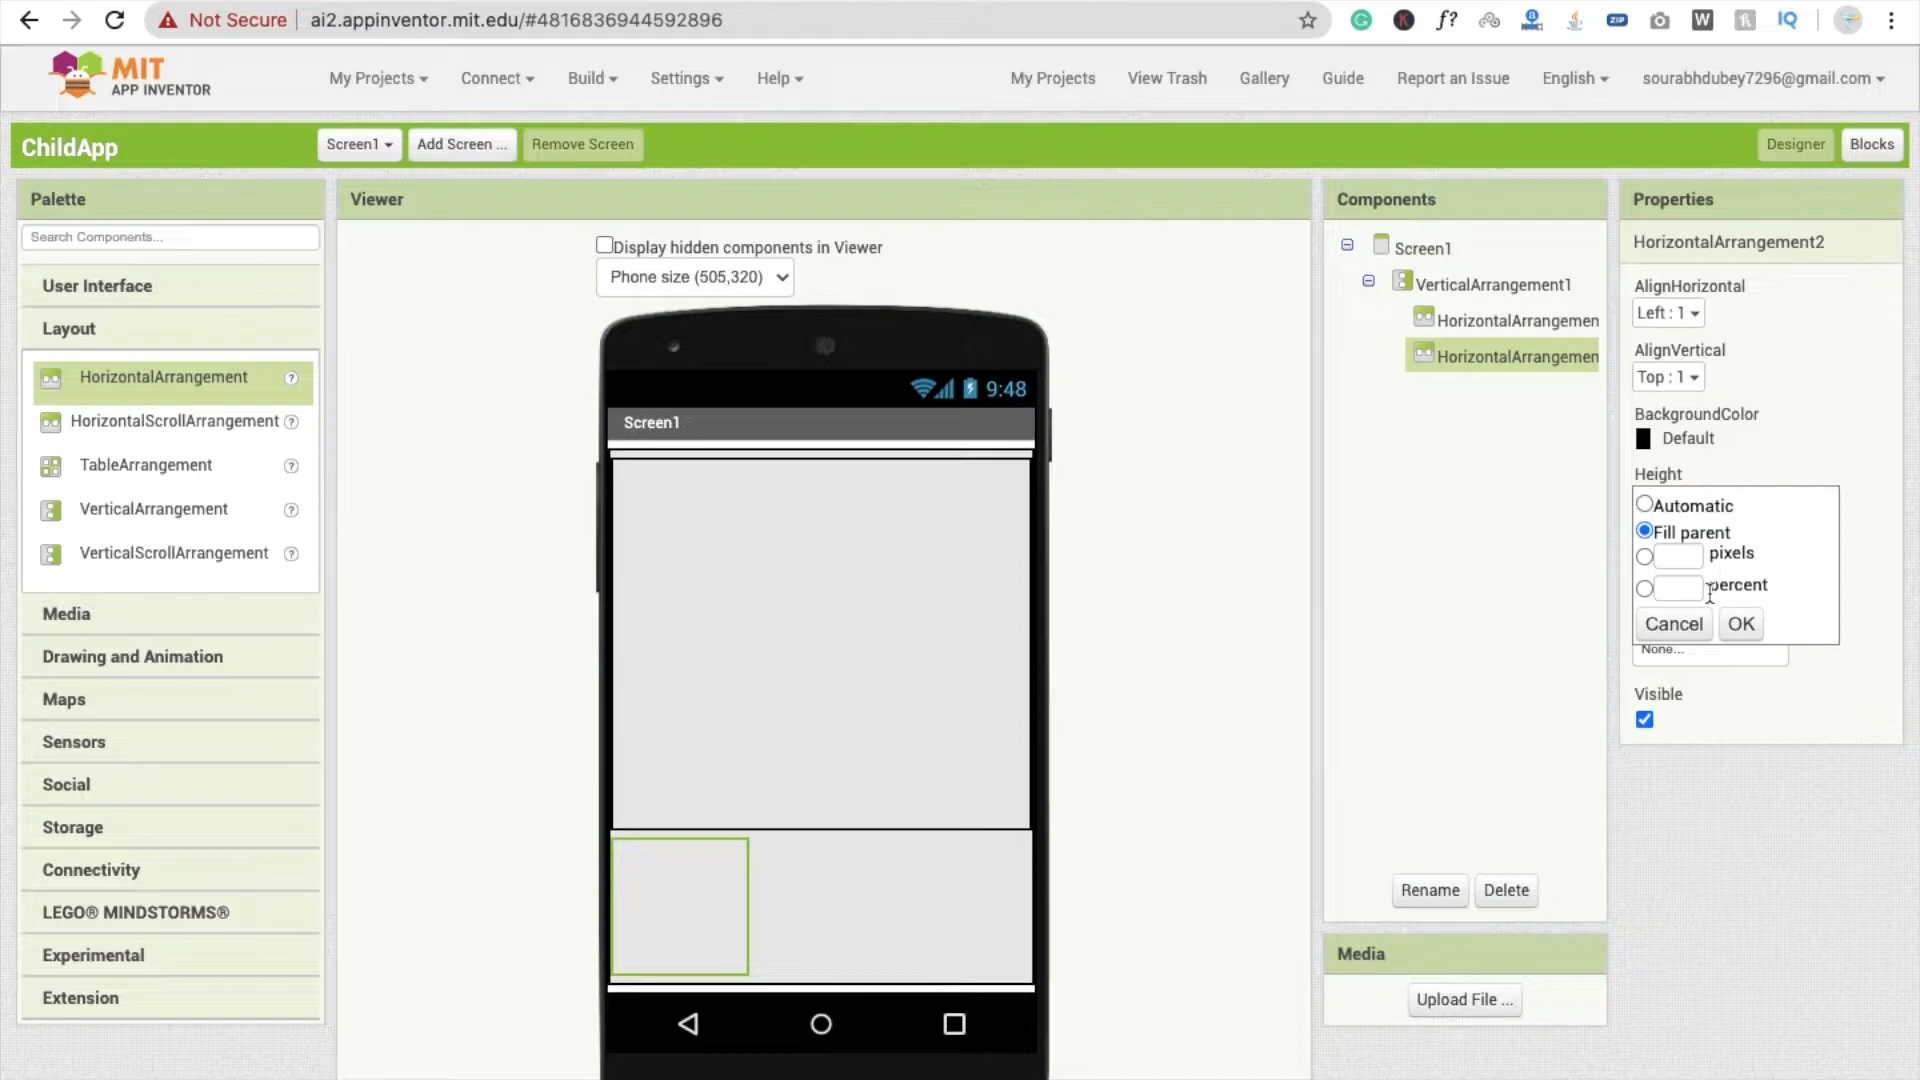 Not Secure
ai2.appinventor.mit.edu/#4816836944592896
MIT
APP INVENTOR
My Projects
Connect
Build
Settings
Help
My Projects
View Trash
Gallery
Guide
Report an Issue
English
sourabhdubey7296@gmail.com
ChildApp
Screen1
Add Screen ...
Remove Screen
Designer
Blocks
Palette
Search Components...
User Interface
Layout
HorizontalArrangement
HorizontalScrollArrangement
TableArrangement
VerticalArrangement
VerticalScrollArrangement
Media
Drawing and Animation
Maps
Sensors
Social
Storage
Connectivity
LEGO® MINDSTORMS®
Experimental
Extension
Viewer
Display hidden components in Viewer
Phone size (505,320)
9:48
Screen1
Components
Screen1
VerticalArrangement1
HorizontalArrangemen
HorizontalArrangemen
Rename
Delete
Media
Upload File ...
Properties
HorizontalArrangement2
AlignHorizontal
Left : 1
AlignVertical
Top : 1
BackgroundColor
Default
Height
Automatic
Fill parent
pixels
percent
Cancel
OK
None...
Visible